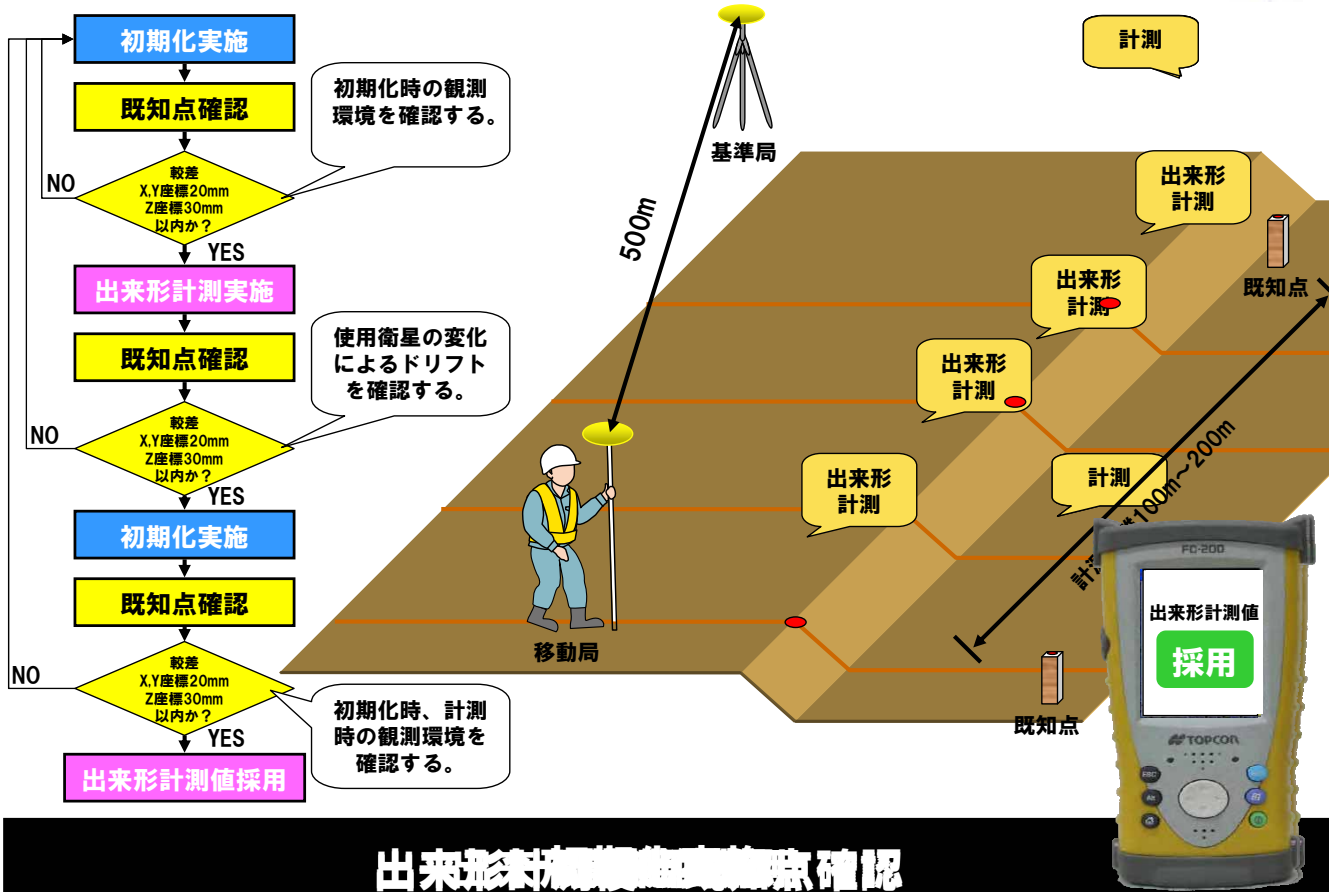 初期化実施
既知点確認
較差
X,Y座標20mm
Z座標30mm
以内か？
NO
YES
初期化時の観測
環境を確認する。
出来形計測実施
既知点確認
較差
X,Y座標20mm
Z座標30mm
以内か？
NO
YES
使用衛星の変化
によるドリフト
を確認する。
初期化実施
既知点確認
較差
X,Y座標20mm
Z座標30mm
以内か？
NO
YES
初期化時、計測
時の観測環境を
確認する。
出来形計測値採用
基準局
500m
移動局
計測
出来形
計測
出来形
計測
出来形
計測
出来形
計測
計測
既知点
100m～200m
既知点
FC-200
出来形計測値
採用
TOPCON
ESC
Alt
確認